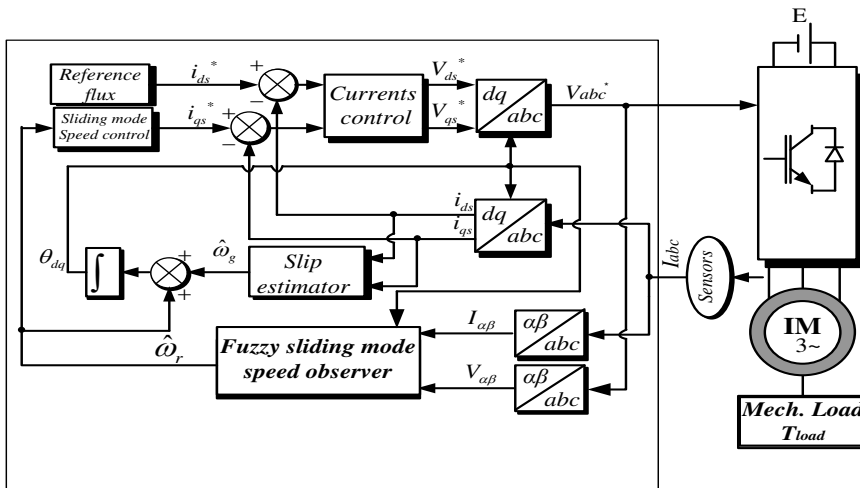 E
Reference
flux
i_ds*
+
−
Currents
control
V_ds*
V_qs*
dq
abc
V_abc*
Sliding mode
Speed control
i_qs*
+
−
i_ds
i_qs
dq
abc
I_abc
Sensors
θ_dq
∫
+
+
ω̂_g
Slip
estimator
ω̂_r
Fuzzy sliding mode
speed observer
I_αβ
αβ
abc
V_αβ
αβ
abc
IM
3~
Mech. Load
T_load